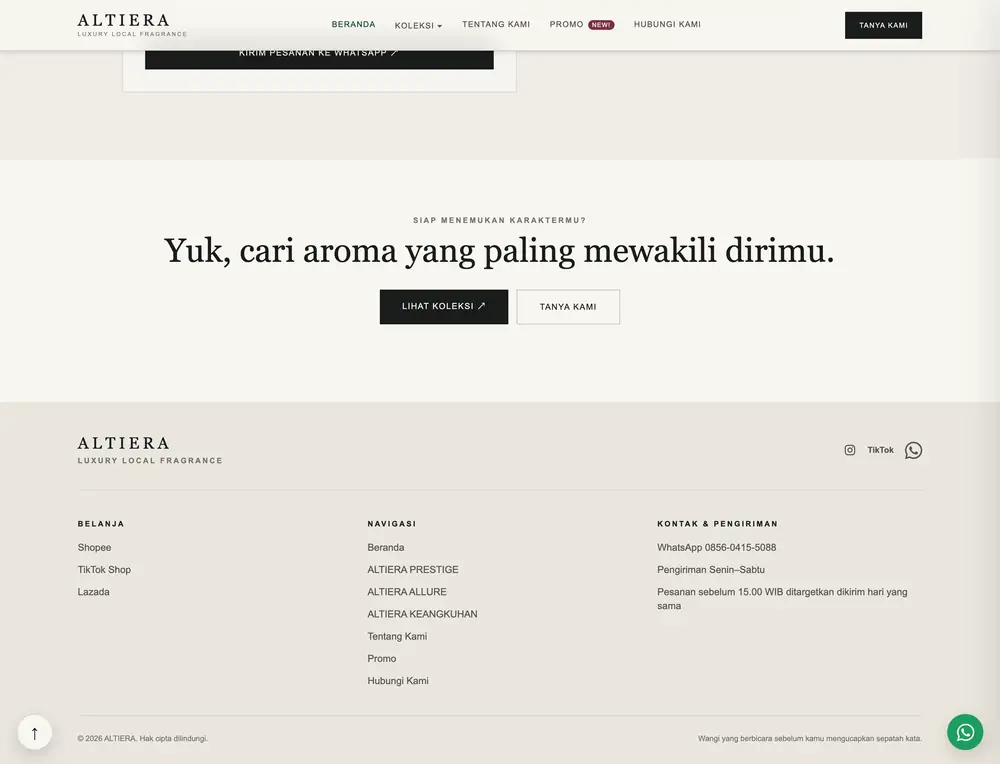 ALTIERA
LUXURY LOCAL FRAGRANCE
BERANDA
KOLEKSI
TENTANG KAMI
PROMO NEW!
HUBUNGI KAMI
TANYA KAMI
KIRIM PESANAN KE WHATSAPP ↗
SIAP MENEMUKAN KARAKTERMU?
Yuk, cari aroma yang paling mewakili dirimu.
LIHAT KOLEKSI ↗
TANYA KAMI
ALTIERA
LUXURY LOCAL FRAGRANCE
TikTok
BELANJA
Shopee
TikTok Shop
Lazada
NAVIGASI
Beranda
ALTIERA PRESTIGE
ALTIERA ALLURE
ALTIERA KEANGKUHAN
Tentang Kami
Promo
Hubungi Kami
KONTAK & PENGIRIMAN
WhatsApp 0856-0415-5088
Pengiriman Senin–Sabtu
Pesanan sebelum 15.00 WIB ditargetkan dikirim hari yang
sama
↑
© 2026 ALTIERA. Hak cipta dilindungi.
Wangi yang berbicara sebelum kamu mengucapkan sepatah kata.